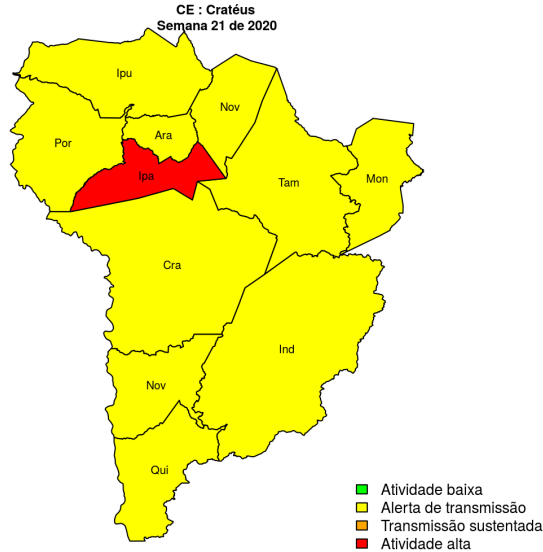 CE : Cratéus
Semana 21 de 2020
Ipu
Nov
Ara
Por
Ipa
Mon
Tam
Cra
Ind
Nov
Qui
Atividade baixa
Alerta de transmissão
Transmissão sustentada
Atividade alta